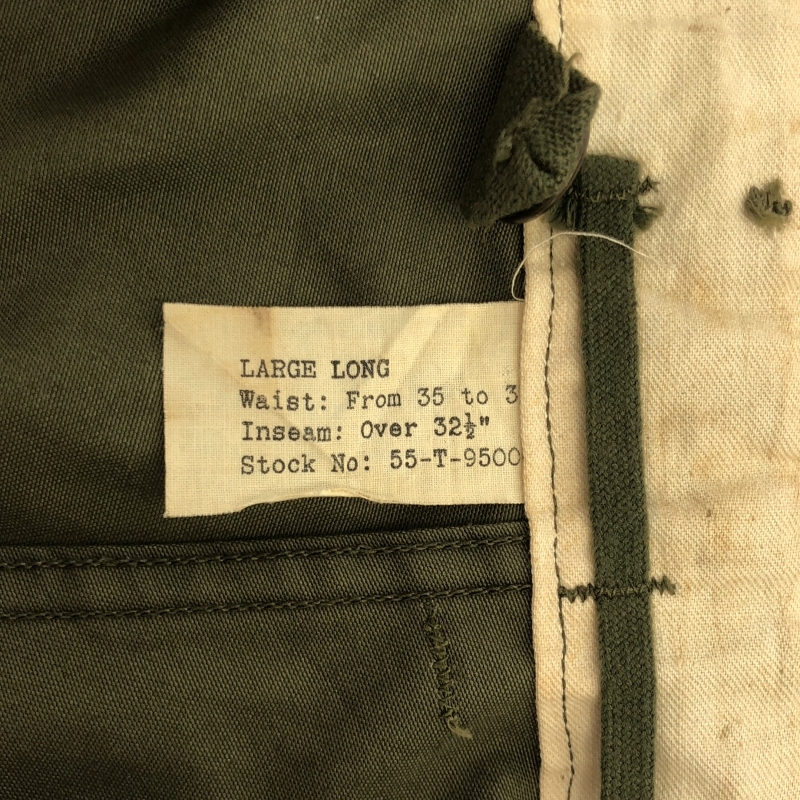 LARGE LONG
Waist: From 35 to 3
Inseam: Over 32½"
Stock No: 55-T-9500